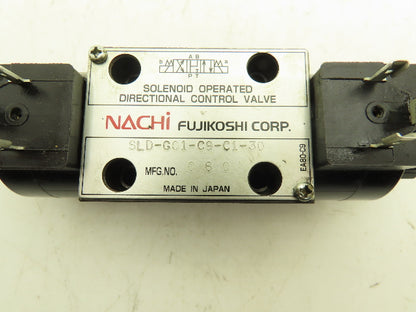 A B
P T
SOLENOID OPERATED
DIRECTIONAL CONTROL VALVE
NACHi FUJIKOSHI CORP.
SLD-G01-C9-C1-30
MFG.NO.
MADE IN JAPAN
EA8D-C9